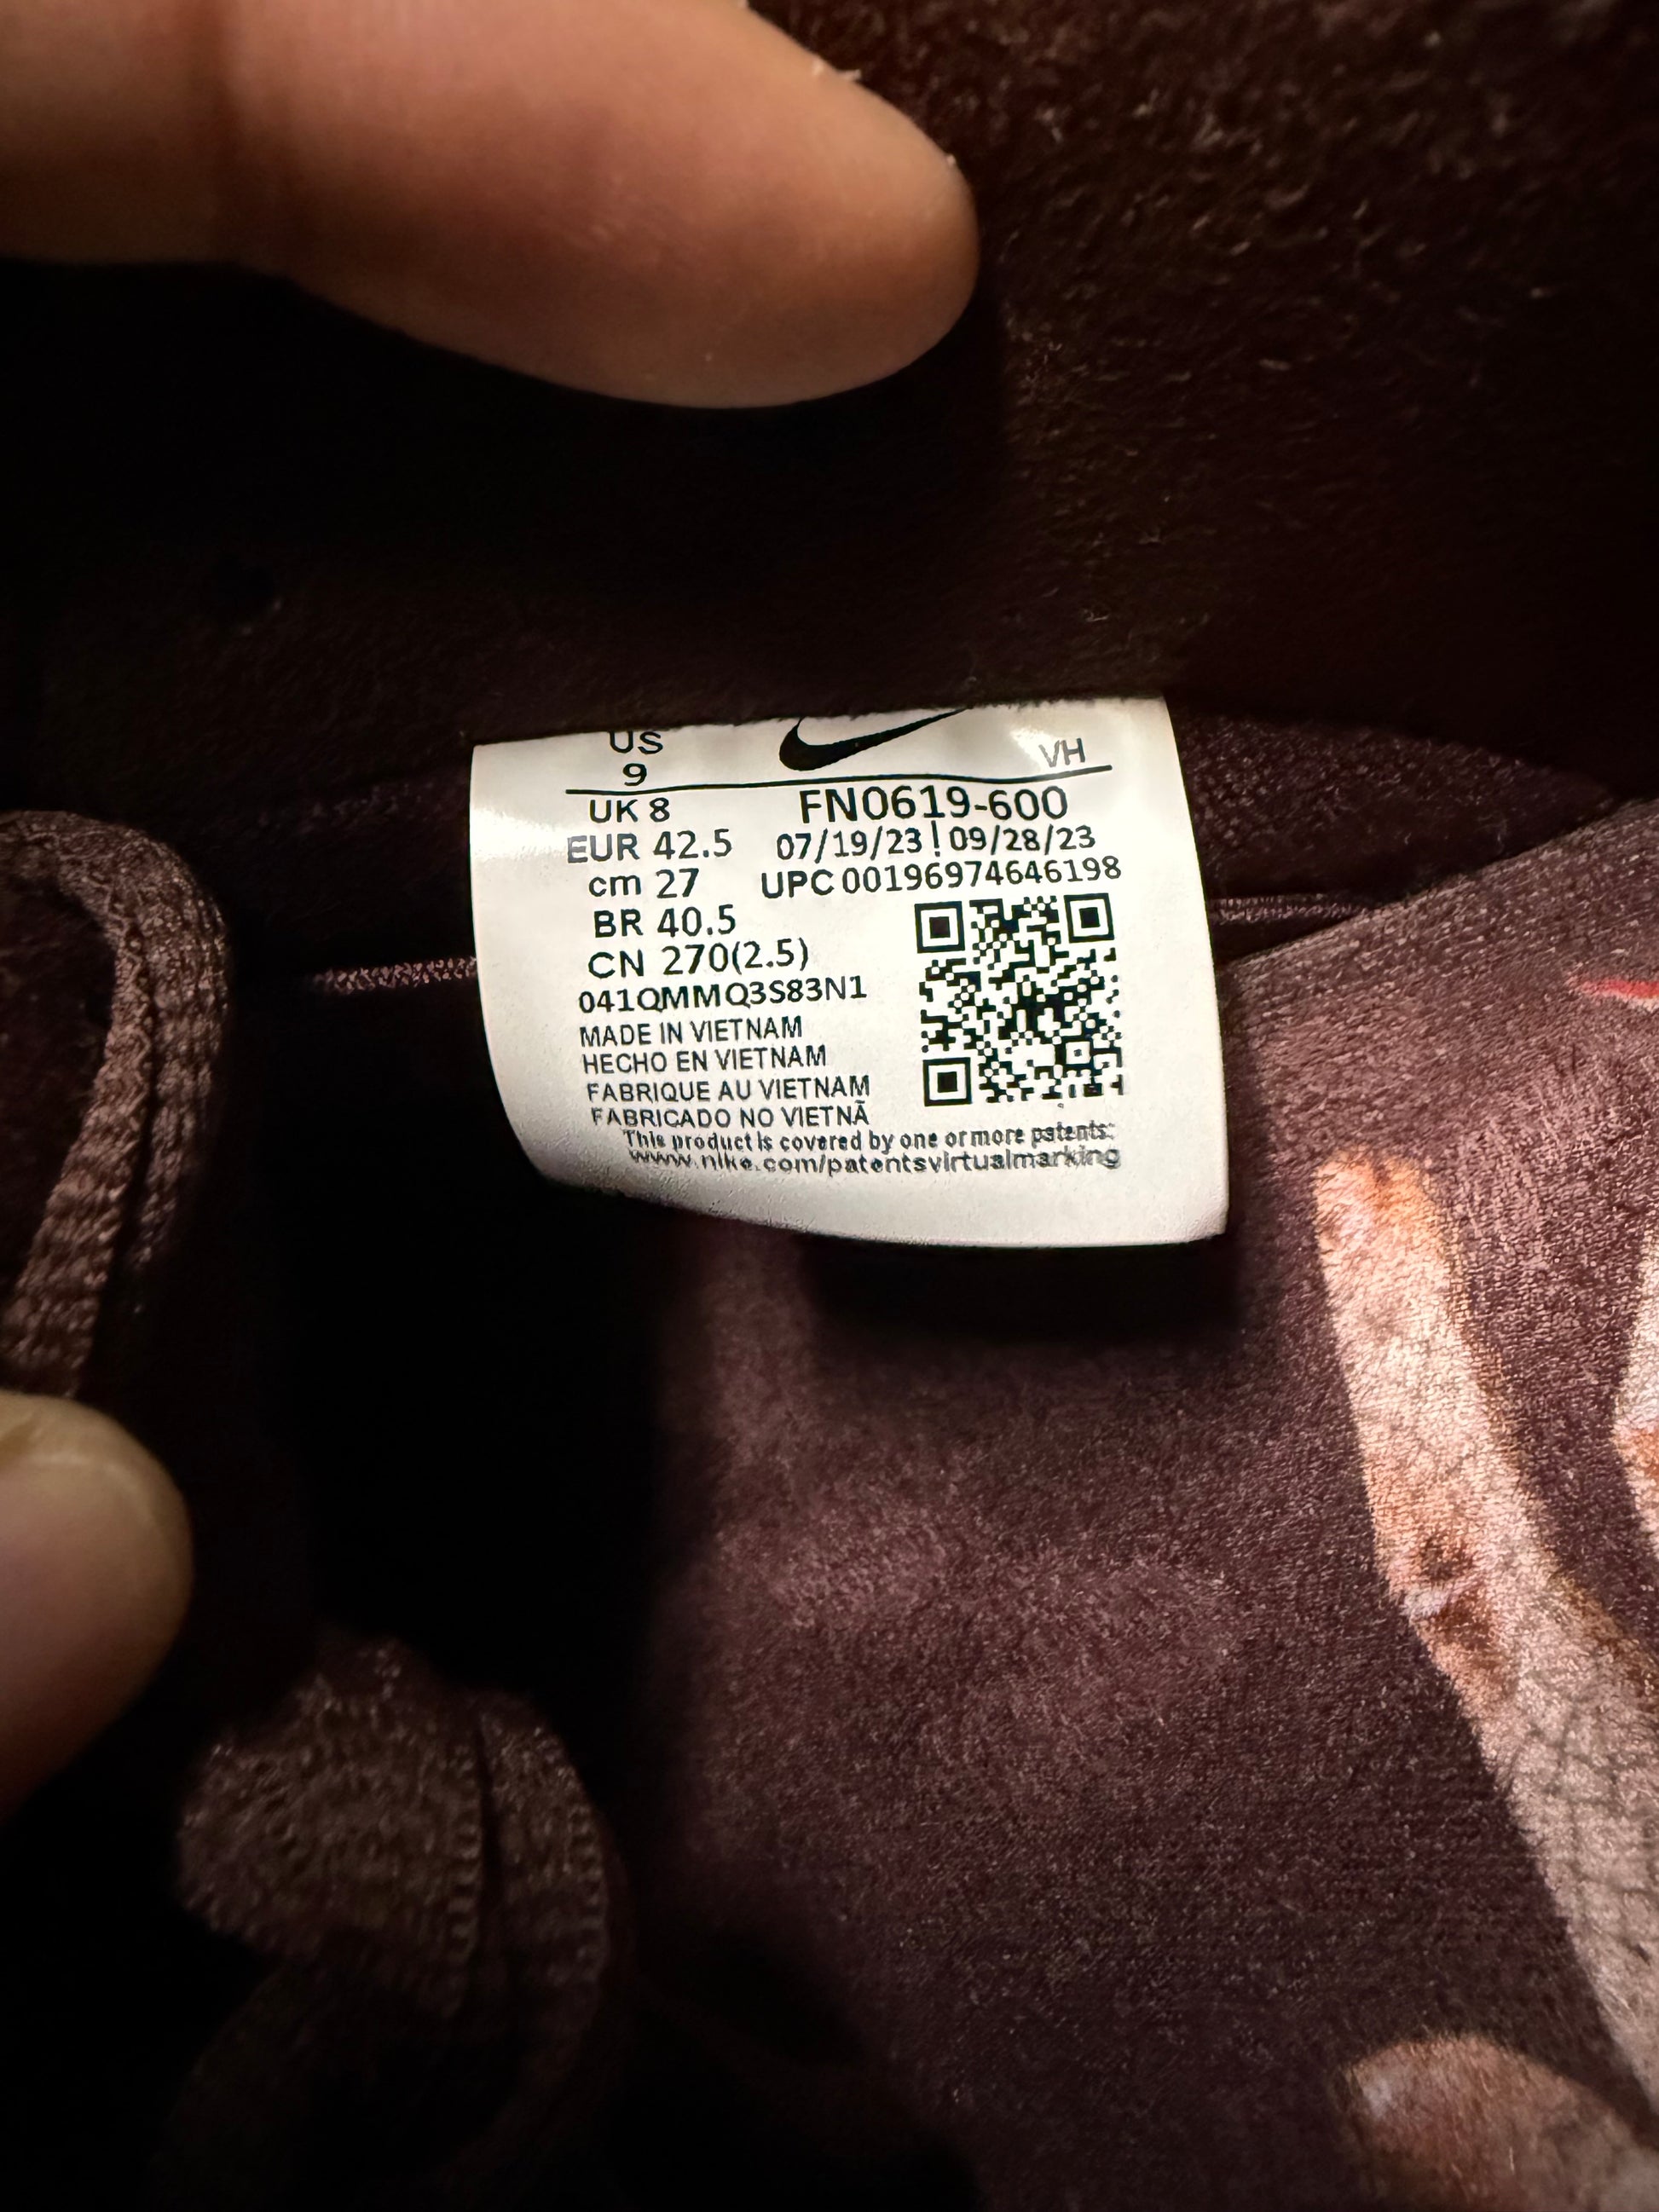 US
9
VH
UK 8
FN0619-600
EUR 42.5
07/19/23 | 09/28/23
cm 27
UPC 00196974646198
BR 40.5
CN 270(2.5)
041QMMQ3S83N1
MADE IN VIETNAM
HECHO EN VIETNAM
FABRIQUE AU VIETNAM
FABRICADO NO VIETNÃ
This product is covered by one or more patents:
www.nike.com/patentsvirtualmarking